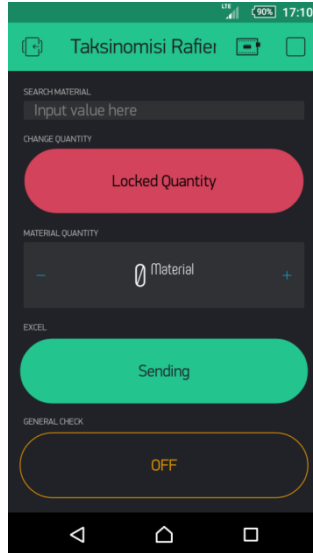 LTE 90% 17:10
Taksinomisi Rafier
SEARCH MATERIAL
Input value here
CHANGE QUANTITY
Locked Quantity
MATERIAL QUANTITY
− 0 Material +
EXCEL
Sending
GENERAL CHECK
OFF